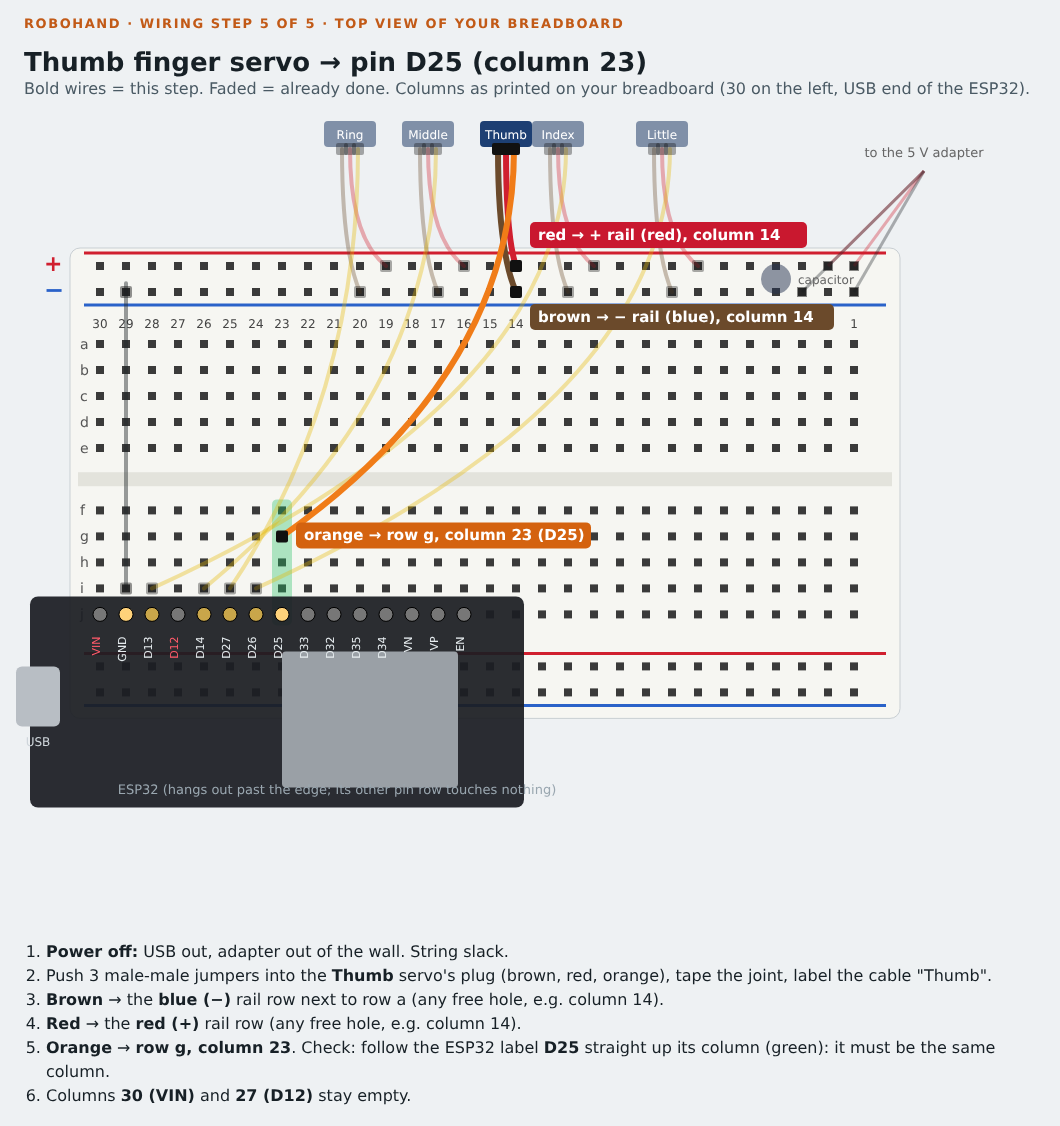 ROBOHAND · WIRING STEP 5 OF 5 · TOP VIEW OF YOUR BREADBOARD
Thumb finger servo → pin D25 (column 23)
Bold wires = this step. Faded = already done. Columns as printed on your breadboard (30 on the left, USB end of the ESP32).
Ring Middle Thumb Index Little
to the 5 V adapter
red → + rail (red), column 14
+
−
capacitor
brown → − rail (blue), column 14
30 29 28 27 26 25 24 23 22 21 20 19 18 17 16 15 14 1
a
b
c
d
e
f
g
orange → row g, column 23 (D25)
h
i
j
VIN GND D13 D12 D14 D27 D26 D25 D33 D32 D35 D34 VN VP EN
USB
ESP32 (hangs out past the edge; its other pin row touches nothing)
1. Power off: USB out, adapter out of the wall. String slack.
2. Push 3 male-male jumpers into the Thumb servo's plug (brown, red, orange), tape the joint, label the cable "Thumb".
3. Brown → the blue (−) rail row next to row a (any free hole, e.g. column 14).
4. Red → the red (+) rail row (any free hole, e.g. column 14).
5. Orange → row g, column 23. Check: follow the ESP32 label D25 straight up its column (green): it must be the same
column.
6. Columns 30 (VIN) and 27 (D12) stay empty.